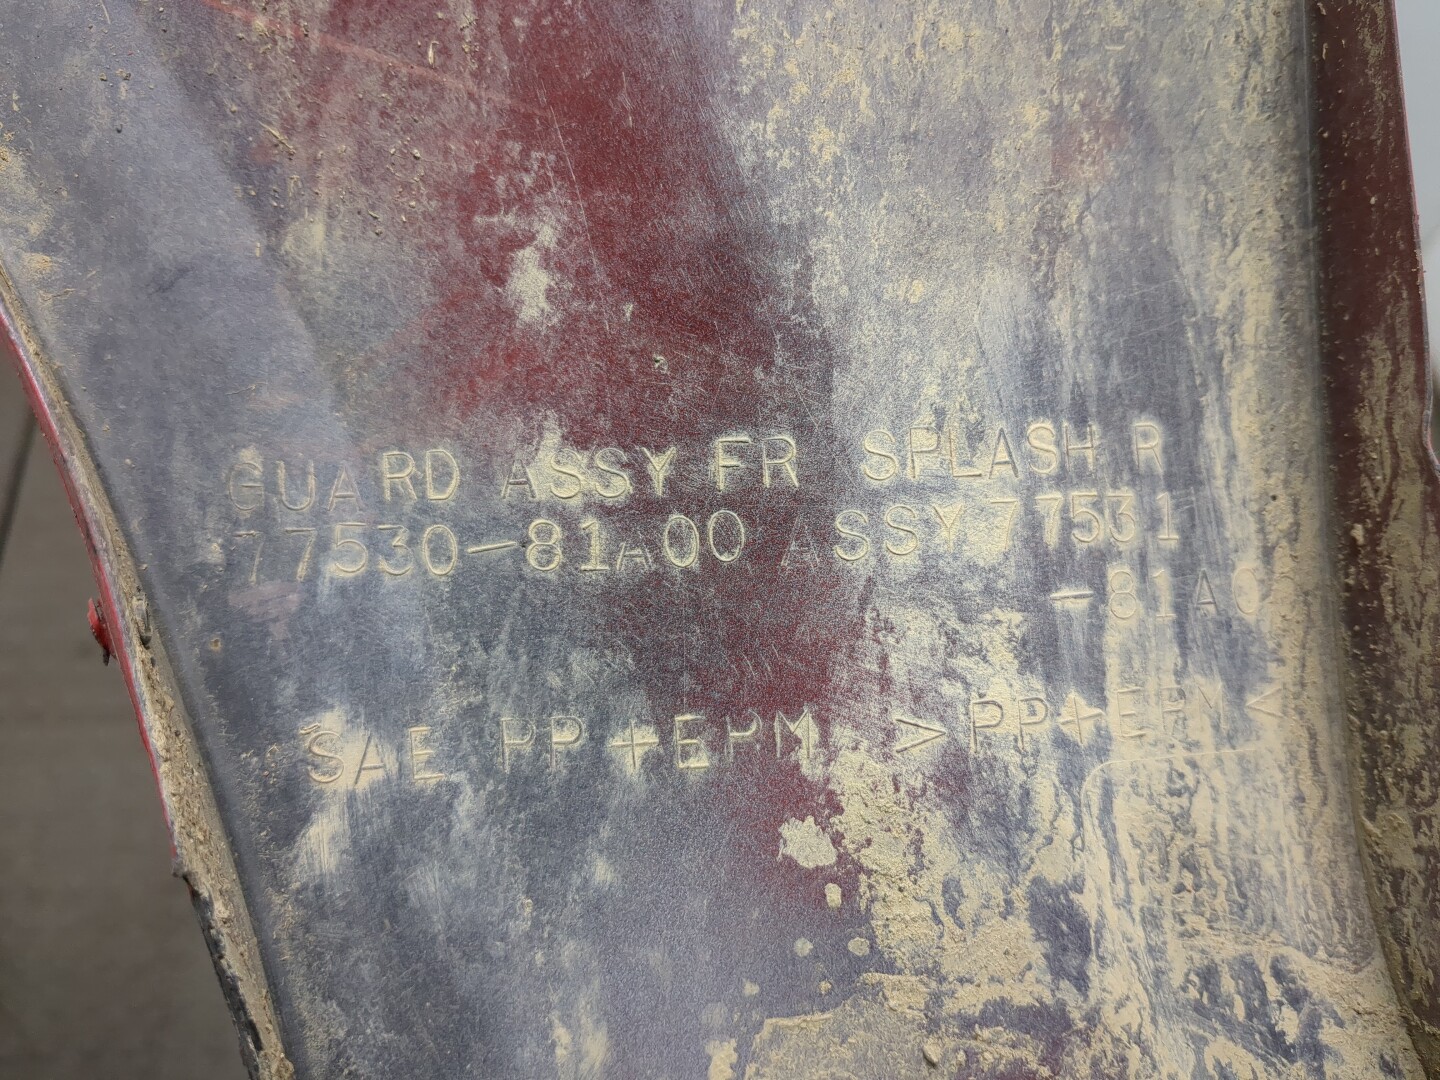 GUARD ASSY FR SPLASH R
77530-81A00 ASSY 77531
-81A0
SAE PP+EPM >PP+EPM<